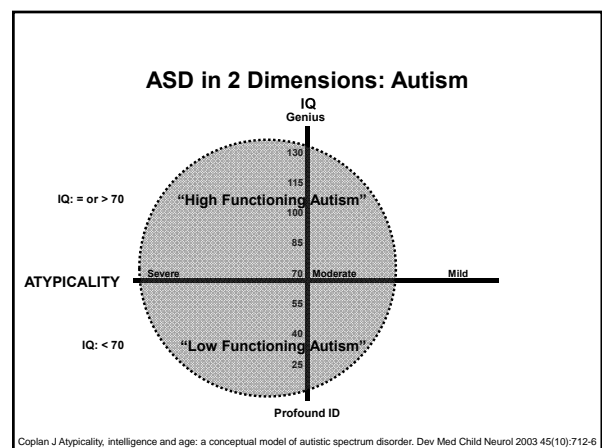 ASD in 2 Dimensions: Autism
IQ
Genius
130
115
IQ: = or > 70
“High Functioning Autism”
100
85
ATYPICALITY
Severe
70
Moderate
Mild
55
40
IQ: < 70
“Low Functioning Autism”
25
Profound ID
Coplan J Atypicality, intelligence and age: a conceptual model of autistic spectrum disorder. Dev Med Child Neurol 2003 45(10):712-6